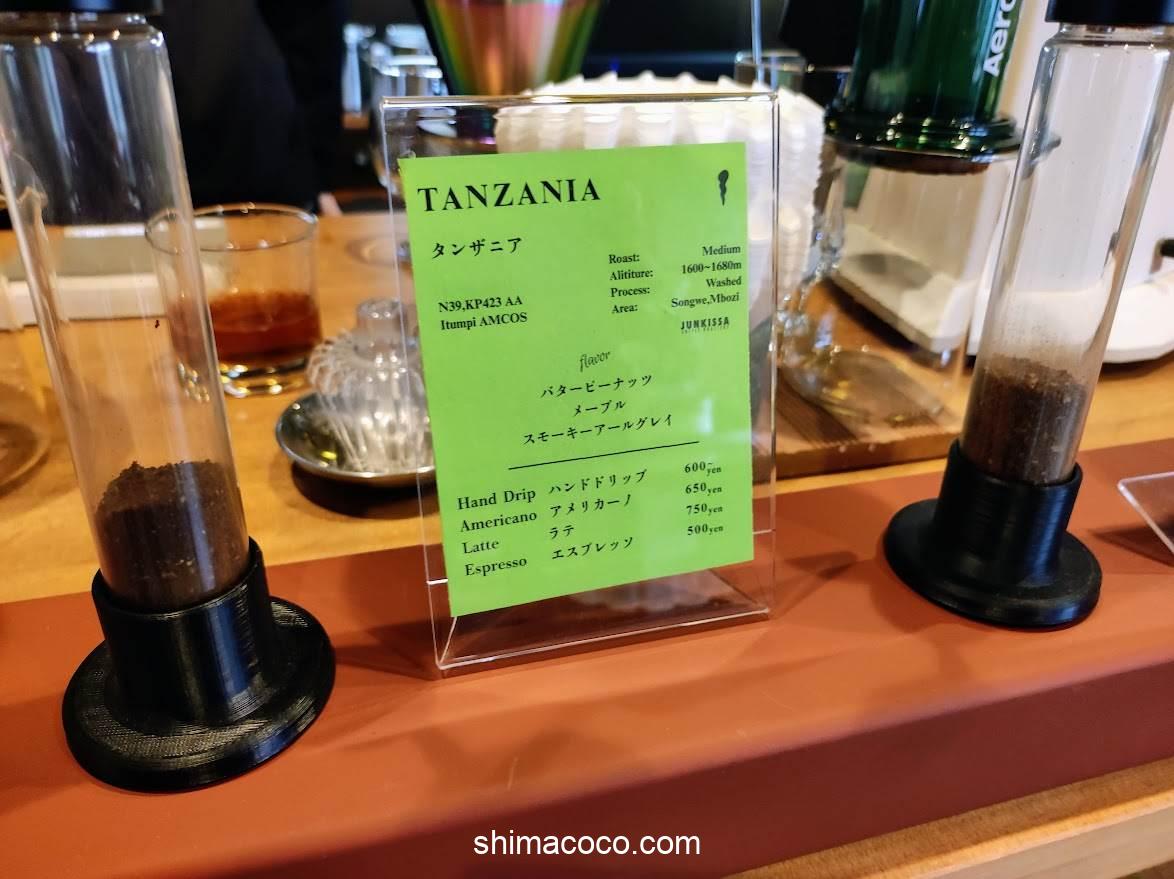 Aero
TANZANIA
タンザニア
N39,KP423 AA
Itumpi AMCOS
Roast: Medium
Alititure: 1600~1680m
Process: Washed
Area: Songwe,Mbozi
JUNKISSA
flavor
バターピーナッツ
メープル
スモーキーアールグレイ
Hand Drip ハンドドリップ 600~yen
Americano アメリカーノ 650yen
Latte ラテ 750yen
Espresso エスプレッソ 500yen
shimacoco.com